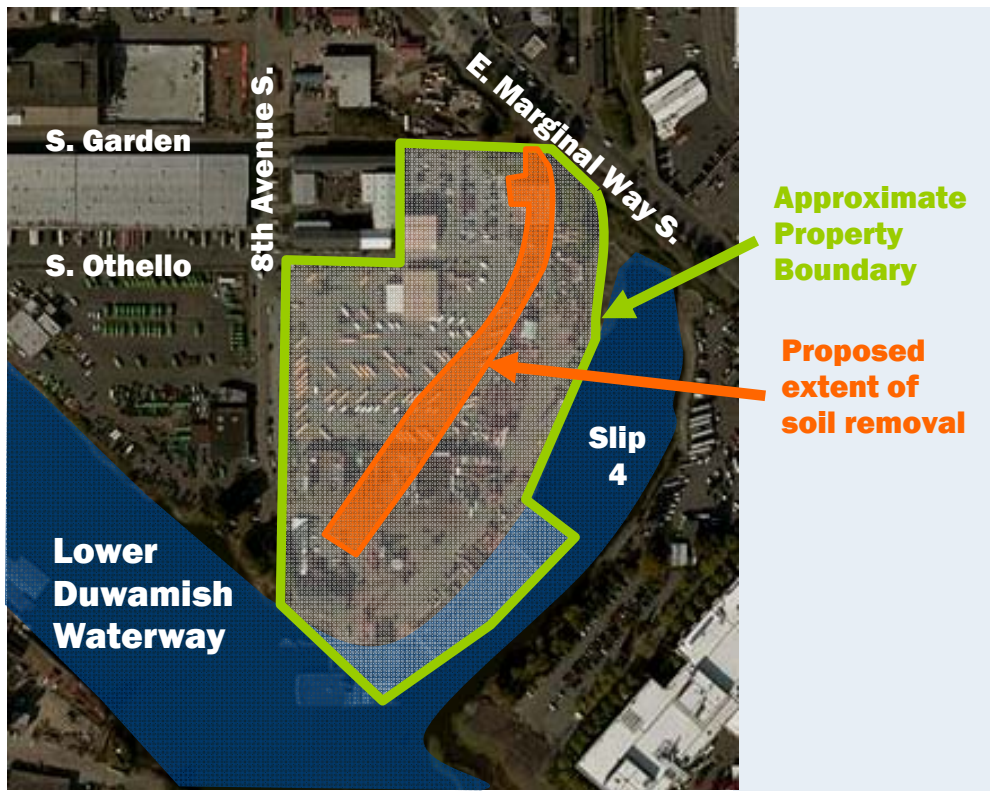 E. Marginal Way S.
S. Garden
8th Avenue S.
S. Othello
Approximate
Property
Boundary
Proposed
extent of
soil removal
Slip
4
Lower
Duwamish
Waterway